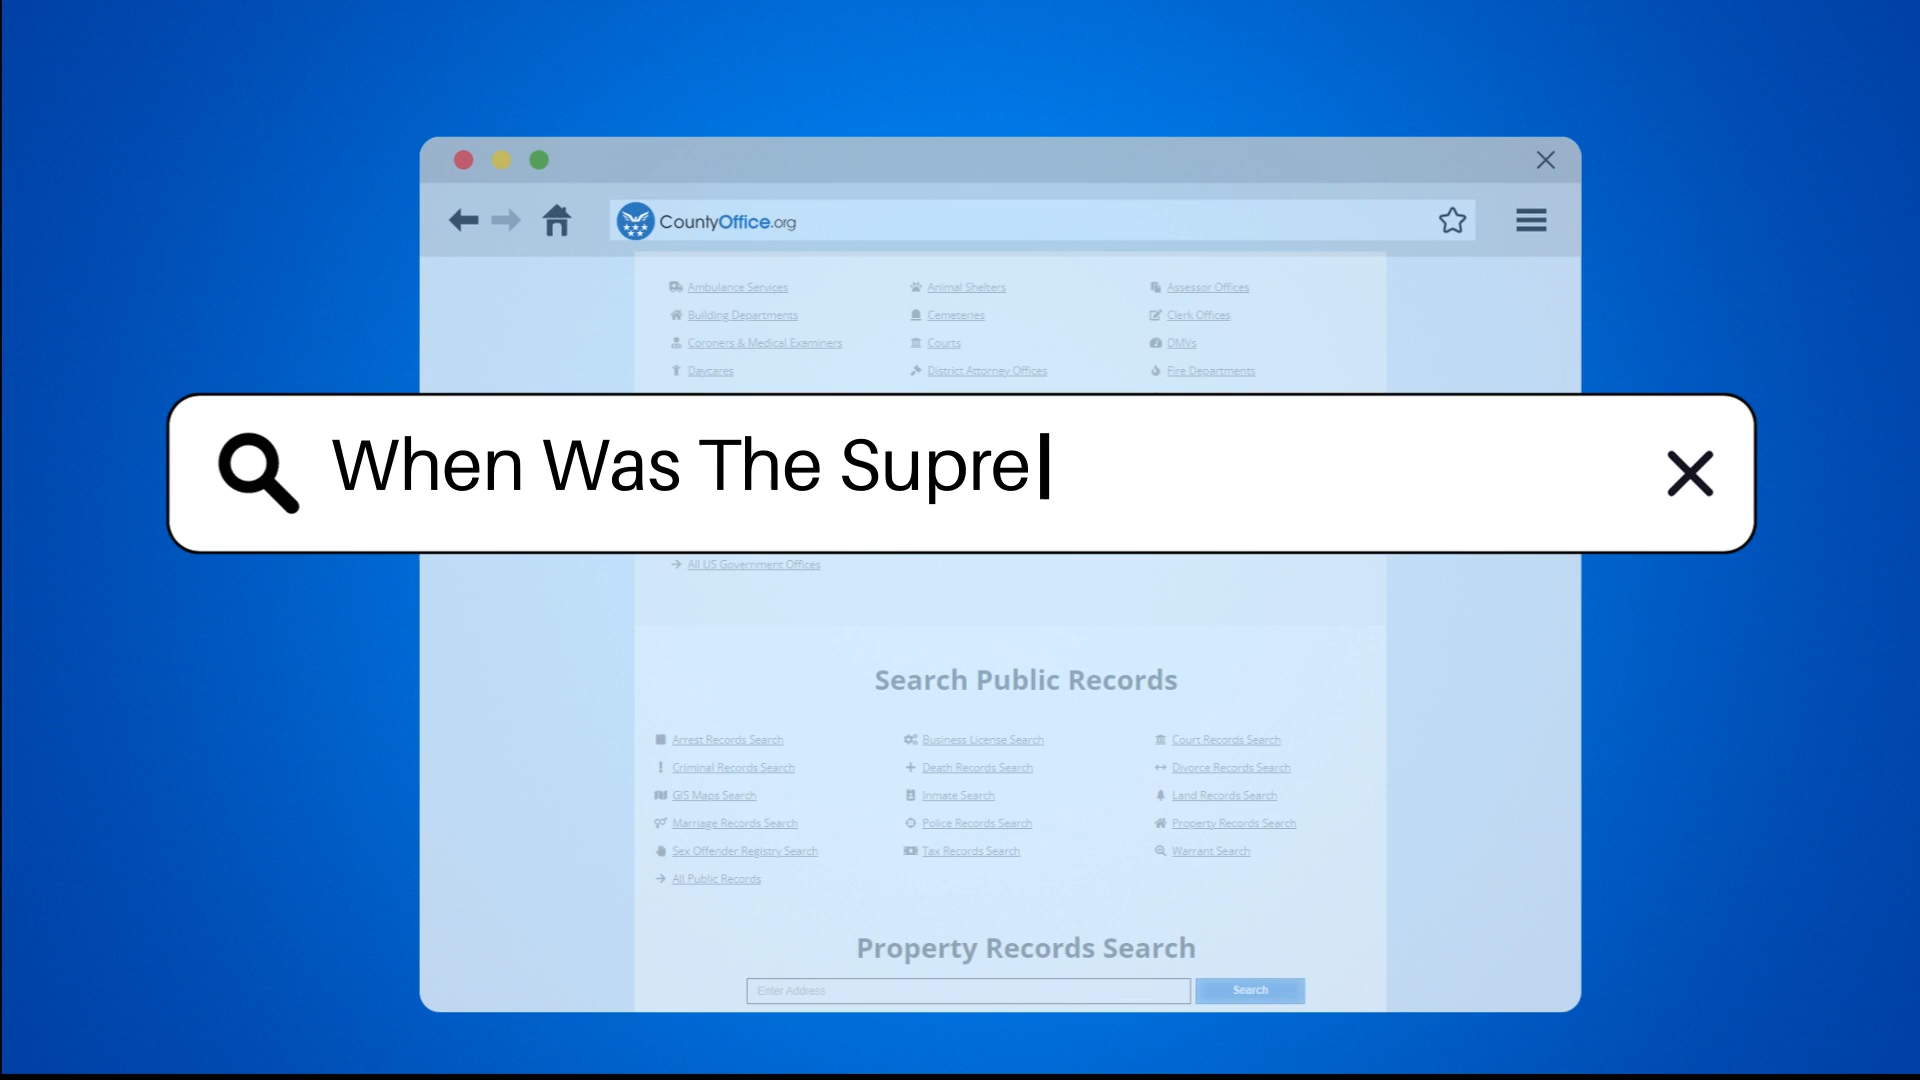 CountyOffice.org
Ambulance Services Animal Shelters Assessor Offices
Building Departments Cemeteries Clerk Offices
Coroners & Medical Examiners Courts DMVs
Daycares District Attorney Offices Fire Departments
When Was The Supre
All US Government Offices
Search Public Records
Arrest Records Search Business License Search Court Records Search
Criminal Records Search Death Records Search Divorce Records Search
GIS Maps Search Inmate Search Land Records Search
Marriage Records Search Police Records Search Property Records Search
Sex Offender Registry Search Tax Records Search Warrant Search
All Public Records
Property Records Search
Enter Address Search